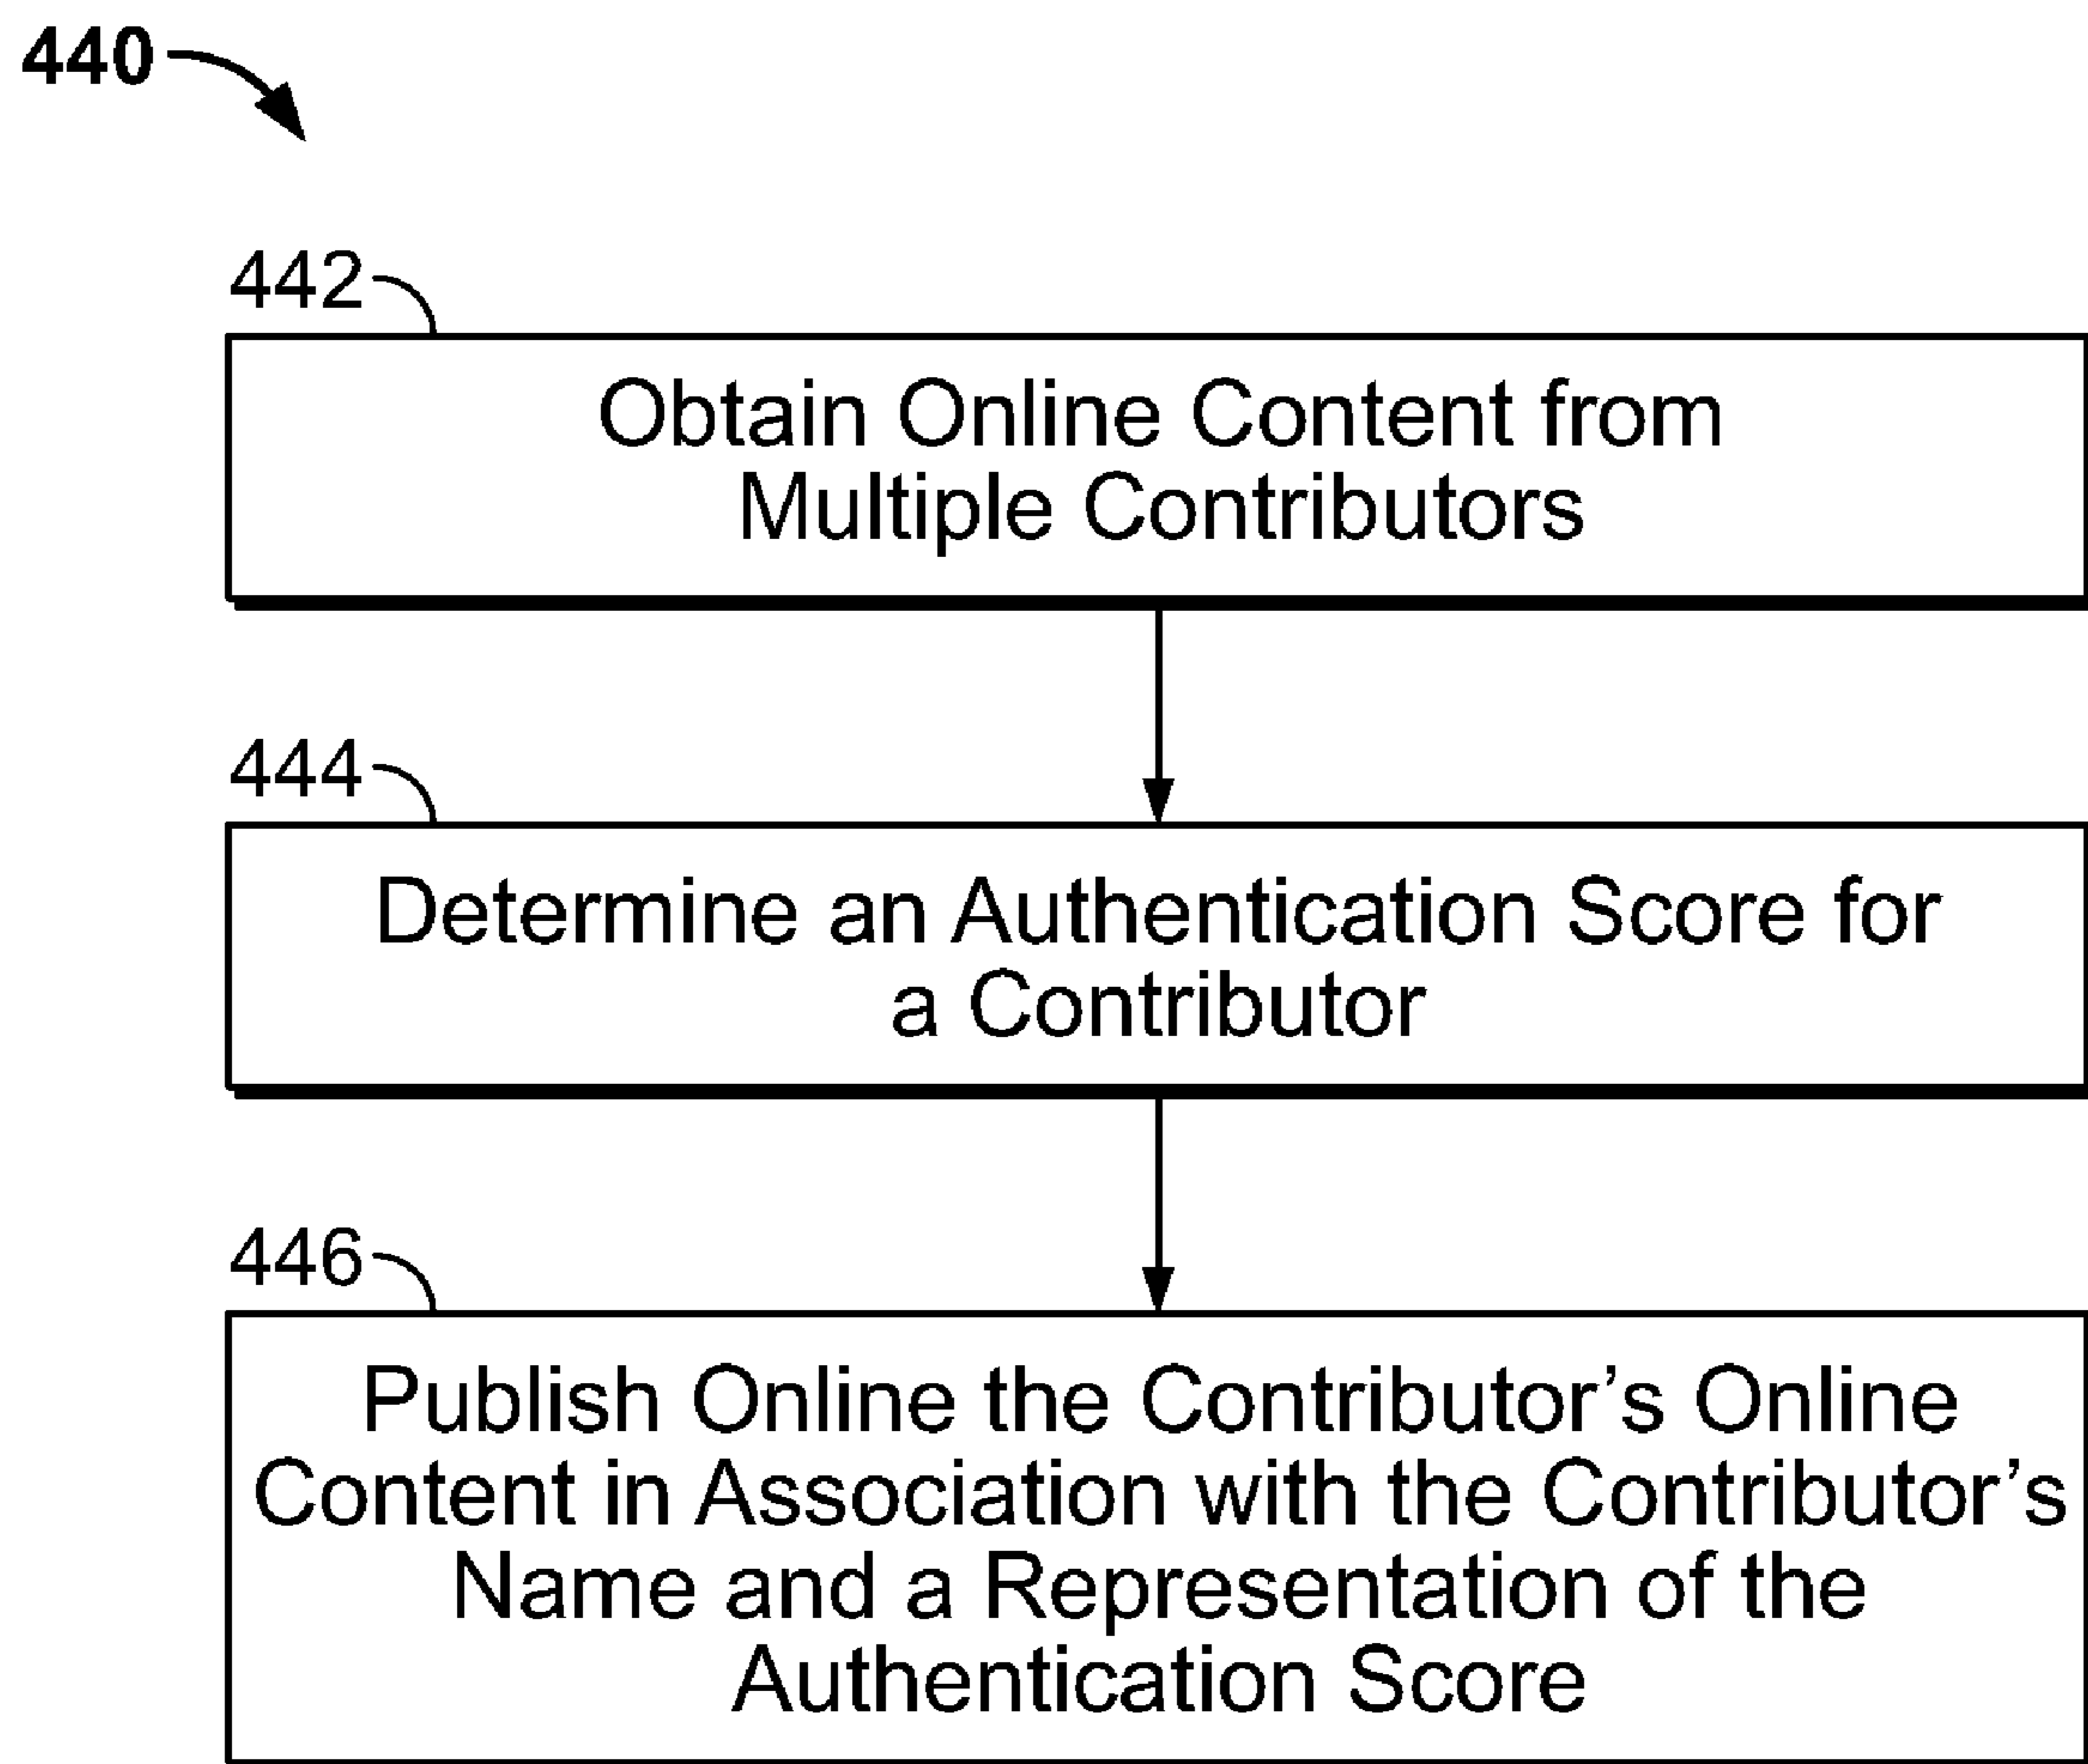 440
442
Obtain Online Content from
Multiple Contributors
444
Determine an Authentication Score for
a Contributor
446
Publish Online the Contributor’s Online
Content in Association with the Contributor’s
Name and a Representation of the
Authentication Score